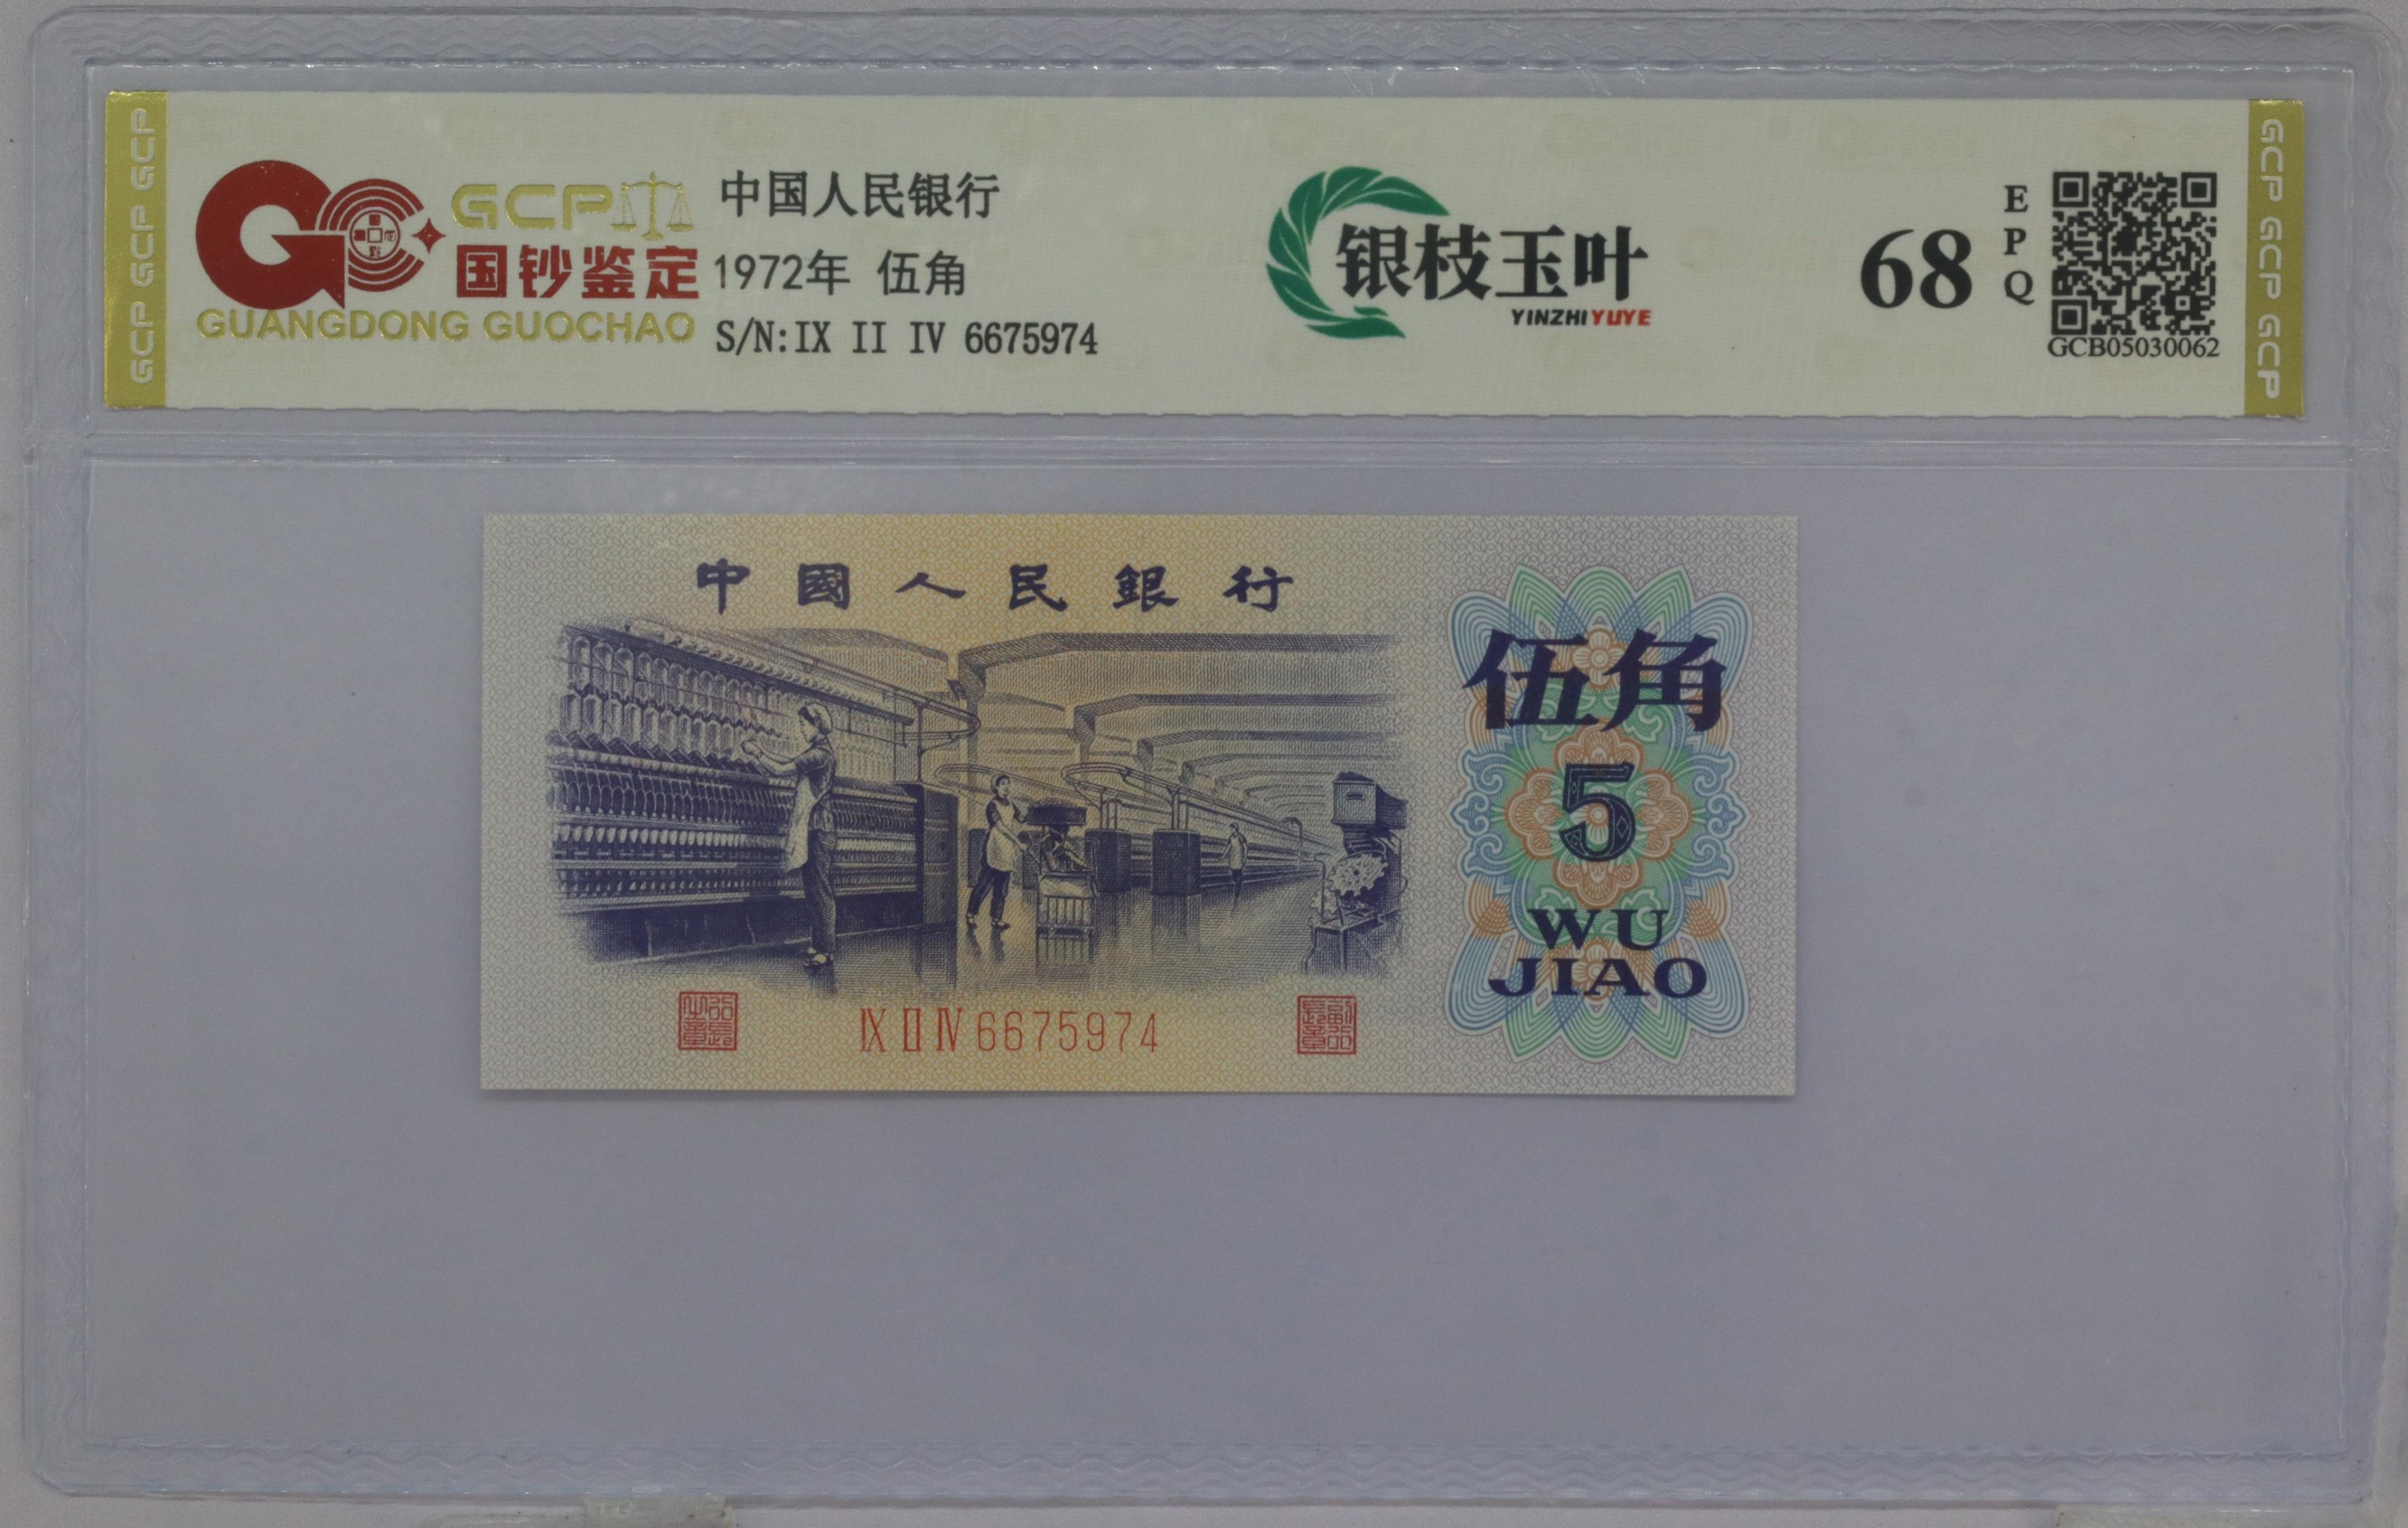 GCP GCP GCP
GCP
国钞鉴定
GUANGDONG GUOCHAO
中国人民银行
1972年 伍角
S/N:IX II IV 6675974
银枝玉叶
YINZHIYUYE
68
EPQ
GCB05030062
GCP GCP GCP GCP
中國人民銀行
伍角
5
WU
JIAO
IX II IV 6675974